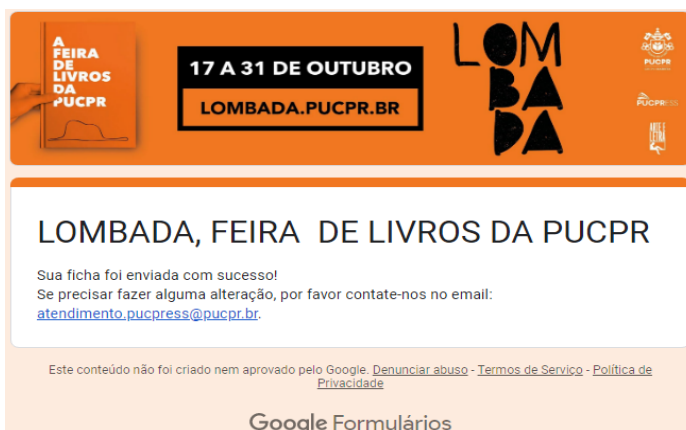 A
FEIRA
DE
LIVROS
DA
PUCPR
17 A 31 DE OUTUBRO
LOMBADA.PUCPR.BR
LOM
BA
DA
PUCPR
PUCPRESS
ARTE E
LETRA
LOMBADA, FEIRA DE LIVROS DA PUCPR
Sua ficha foi enviada com sucesso!
Se precisar fazer alguma alteração, por favor contate-nos no email:
atendimento.pucpress@pucpr.br.
Este conteúdo não foi criado nem aprovado pelo Google. Denunciar abuso - Termos de Serviço - Política de
Privacidade
Google Formulários